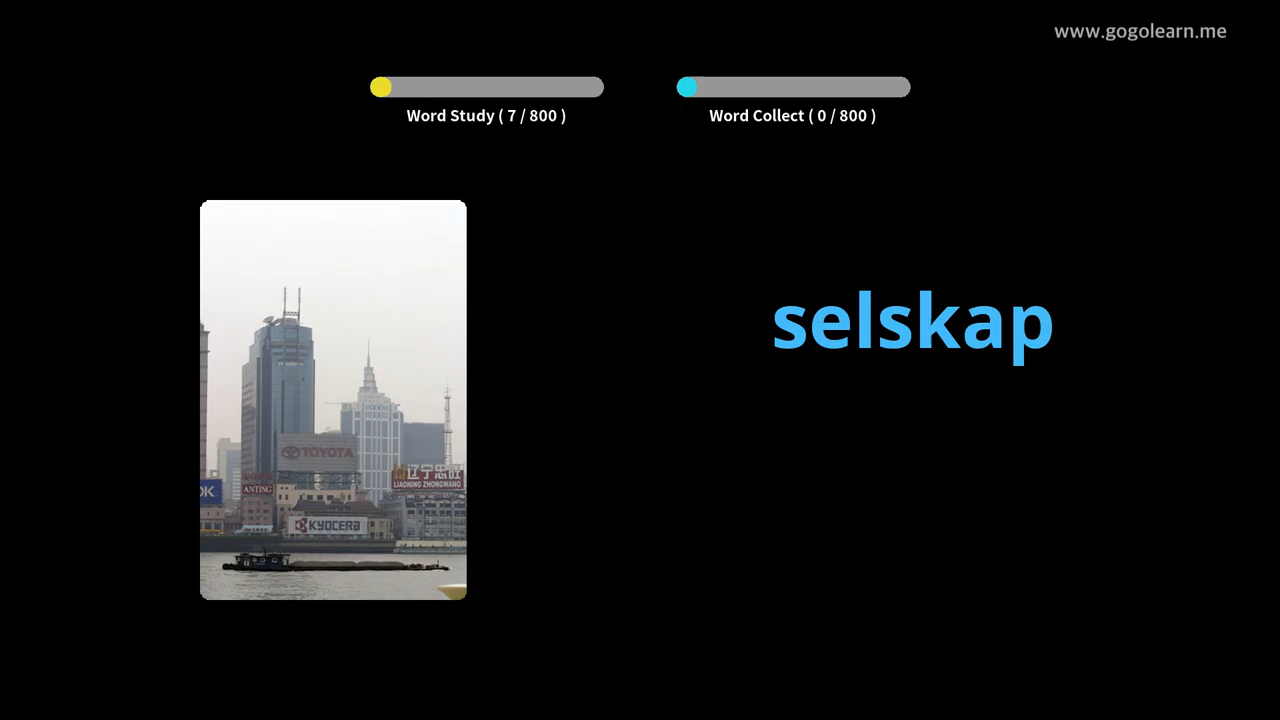 www.gogolearn.me
Word Study ( 7 / 800 )
Word Collect ( 0 / 800 )
selskap
TOYOTA
辽宁忠旺
LIAONING ZHONGWANG
OK
ANTING
KYOCERA